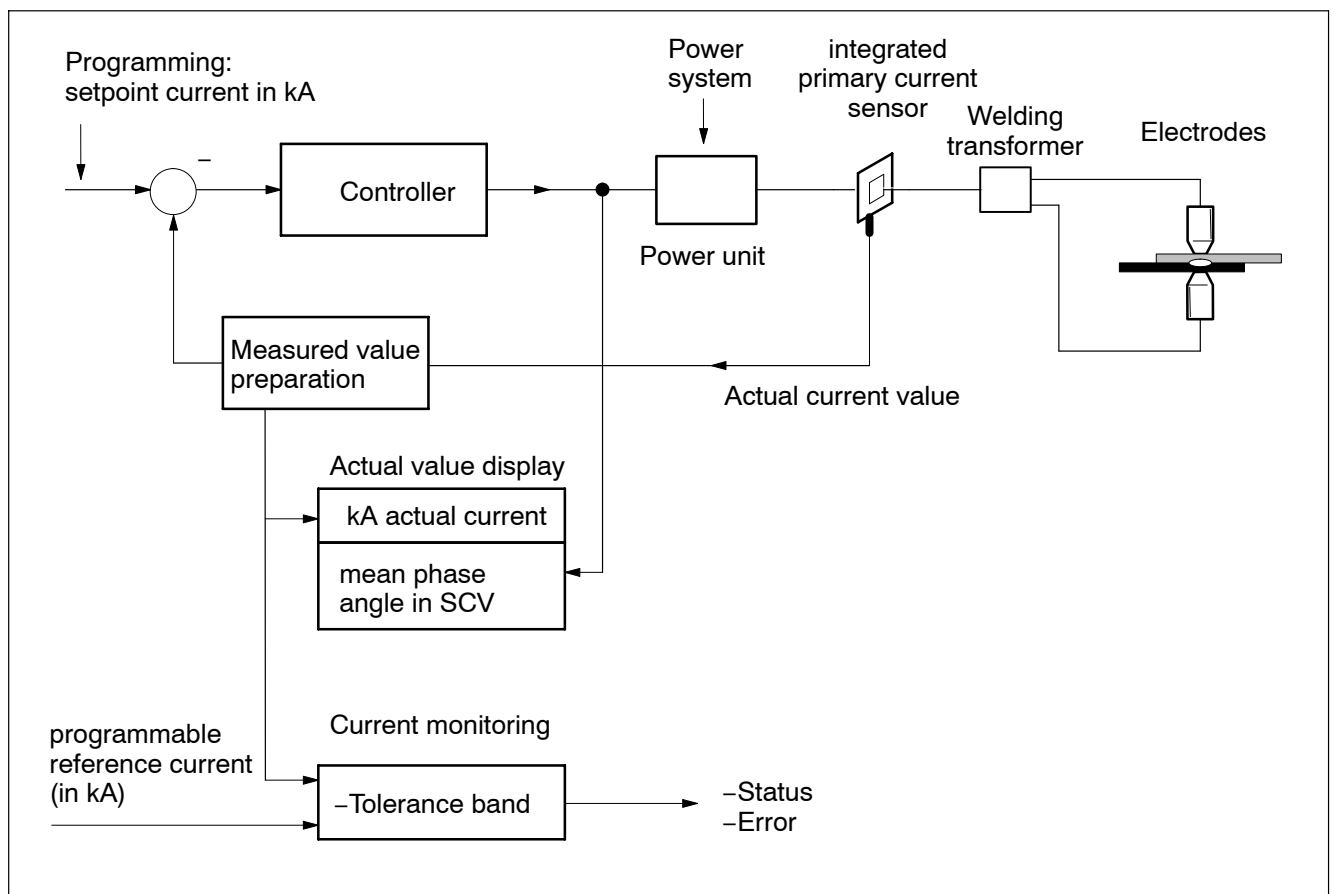 Programming:
setpoint current in kA
Power
system
integrated
primary current
sensor
Welding
transformer
Electrodes
−
Controller
Power unit
Measured value
preparation
Actual current value
Actual value display
kA actual current
mean phase
angle in SCV
Current monitoring
programmable
reference current
(in kA)
−Tolerance band
−Status
−Error